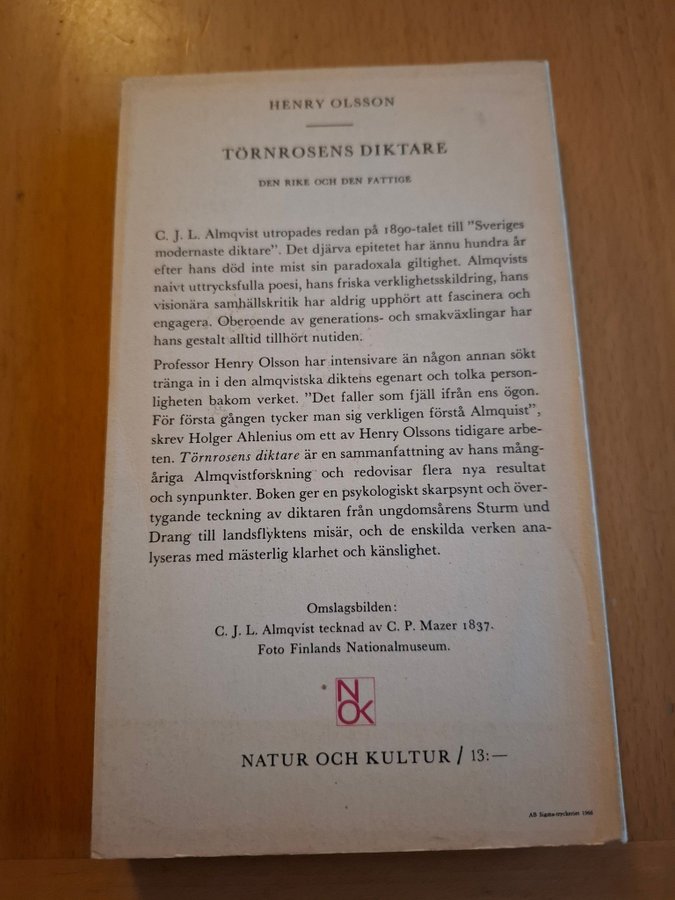 HENRY OLSSON
TÖRNROSENS DIKTARE
DEN RIKE OCH DEN FATTIGE
C. J. L. Almqvist utropades redan på 1890-talet till ”Sveriges
modernaste diktare”. Det djärva epitetet har ännu hundra år
efter hans död inte mist sin paradoxala giltighet. Almqvists
naivt uttrycksfulla poesi, hans friska verklighetsskildring, hans
visionära samhällskritik har aldrig upphört att fascinera och
engagera. Oberoende av generations- och smakväxlingar har
hans gestalt alltid tillhört nutiden.
Professor Henry Olsson har intensivare än någon annan sökt
tränga in i den almqvistska diktens egenart och tolka person-
ligheten bakom verket. ”Det faller som fjäll ifrån ens ögon.
För första gången tycker man sig verkligen förstå Almquist”,
skrev Holger Ahlenius om ett av Henry Olssons tidigare arbe-
ten. Törnrosens diktare är en sammanfattning av hans mång-
åriga Almqvistforskning och redovisar flera nya resultat
och synpunkter. Boken ger en psykologiskt skarpsynt och över-
tygande teckning av diktaren från ungdomsårens Sturm und
Drang till landsflyktens misär, och de enskilda verken ana-
lyseras med mästerlig klarhet och känslighet.
Omslagsbilden:
C. J. L. Almqvist tecknad av C. P. Mazer 1837.
Foto Finlands Nationalmuseum.
NOK
NATUR OCH KULTUR / 13:—
AB Sigma-tryckeriet 1966